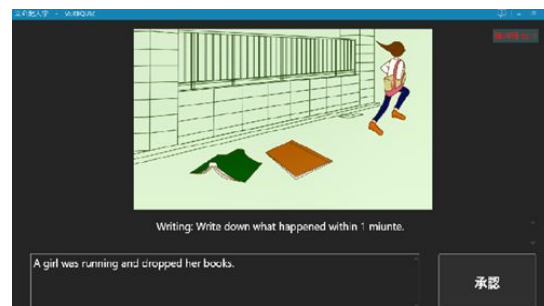 Writing: Write down what happened within 1 miunte.
A girl was running and dropped her books.
承認